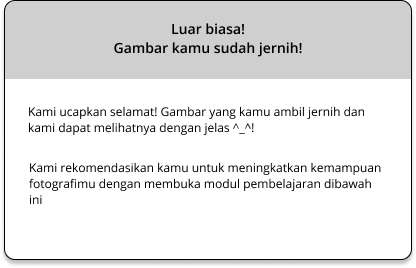 Luar biasa!
Gambar kamu sudah jernih!
Kami ucapkan selamat! Gambar yang kamu ambil jernih dan
kami dapat melihatnya dengan jelas ^_^!
Kami rekomendasikan kamu untuk meningkatkan kemampuan
fotografimu dengan membuka modul pembelajaran dibawah
ini